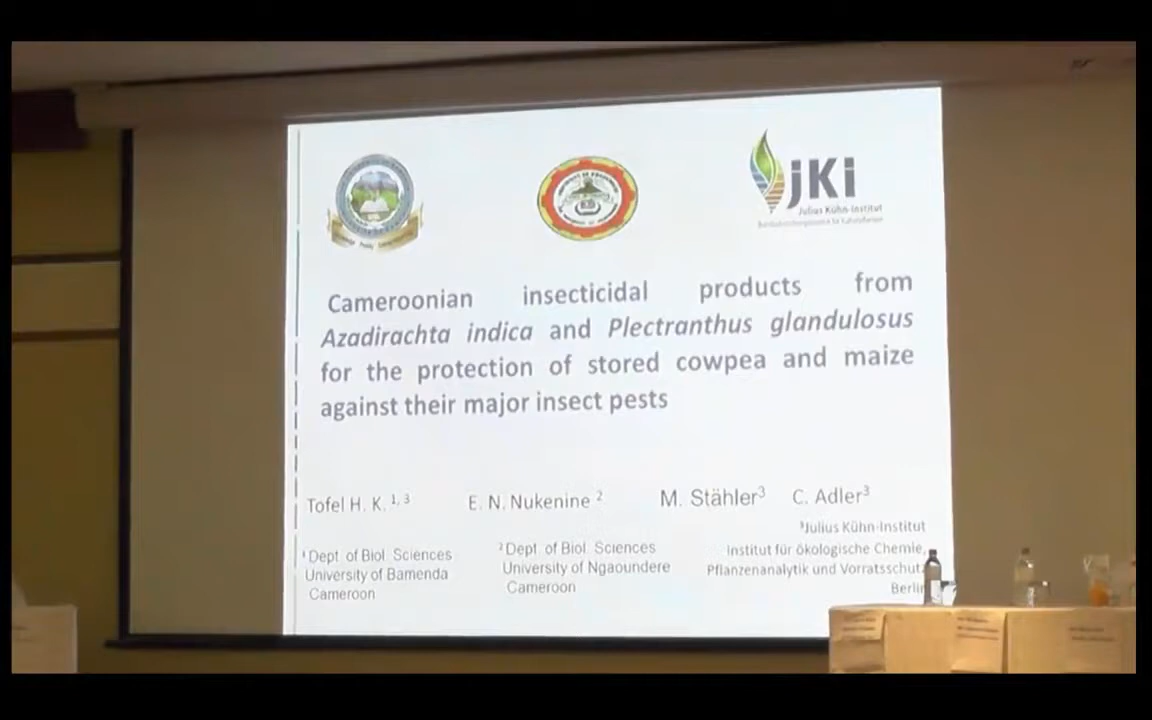 JKI
Julius Kühn-Institut
Cameroonian insecticidal products from
Azadirachta indica and Plectranthus glandulosus
for the protection of stored cowpea and maize
against their major insect pests
Tofel H. K. 1, 3 E. N. Nukenine 2 M. Stähler3 C. Adler3
1 Dept. of Biol. Sciences
University of Bamenda
Cameroon
2 Dept. of Biol. Sciences
University of Ngaoundere
Cameroon
3Julius Kühn-Institut
Institut für ökologische Chemie,
Pflanzenanalytik und Vorratsschutz
Berlin